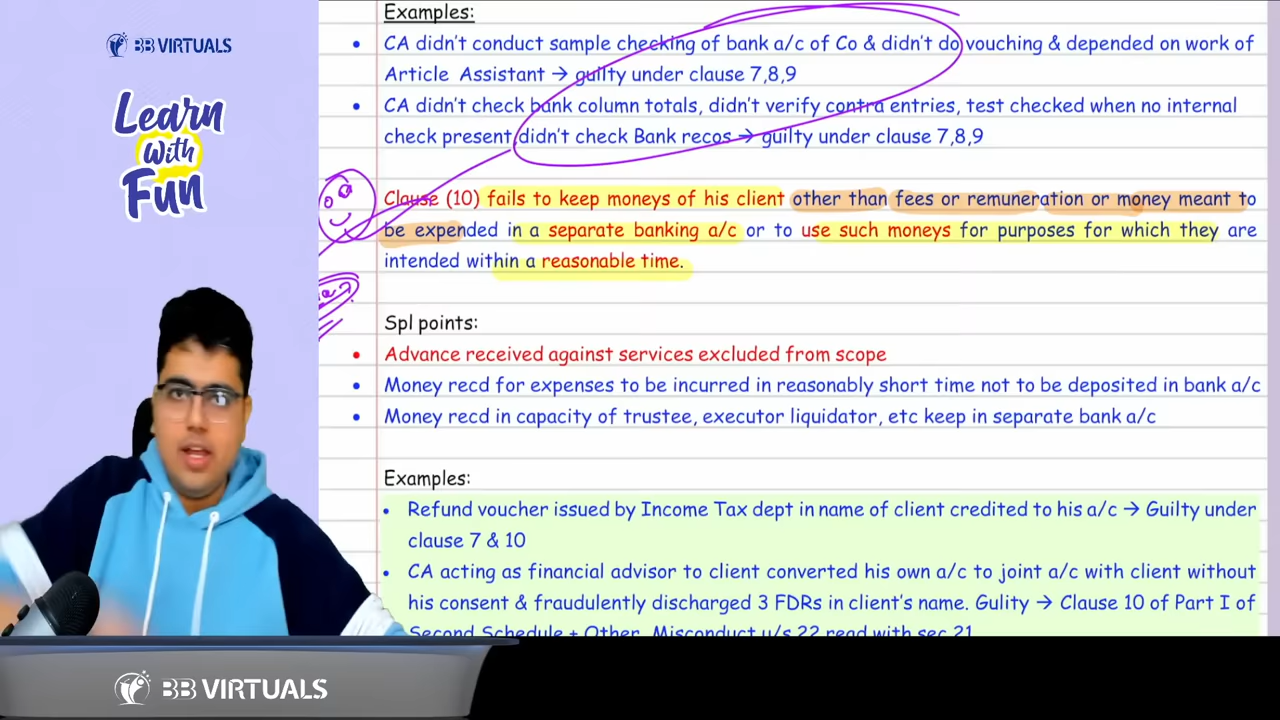 BB VIRTUALS
Learn
With
Fun
Examples:
• CA didn't conduct sample checking of bank a/c of Co & didn't do vouching & depended on work of
Article Assistant → guilty under clause 7,8,9
• CA didn't check bank column totals, didn't verify contra entries, test checked when no internal
check present didn't check Bank recos → guilty under clause 7,8,9
Clause (10) fails to keep moneys of his client other than fees or remuneration or money meant to
be expended in a separate banking a/c or to use such moneys for purposes for which they are
intended within a reasonable time.
Spl points:
• Advance received against services excluded from scope
• Money recd for expenses to be incurred in reasonably short time not to be deposited in bank a/c
• Money recd in capacity of trustee, executor liquidator, etc keep in separate bank a/c
Examples:
• Refund voucher issued by Income Tax dept in name of client credited to his a/c → Guilty under
clause 7 & 10
• CA acting as financial advisor to client converted his own a/c to joint a/c with client without
his consent & fraudulently discharged 3 FDRs in client's name. Gulity → Clause 10 of Part I of
Second Schedule + Other Misconduct u/s 22 read with sec 21
BB VIRTUALS